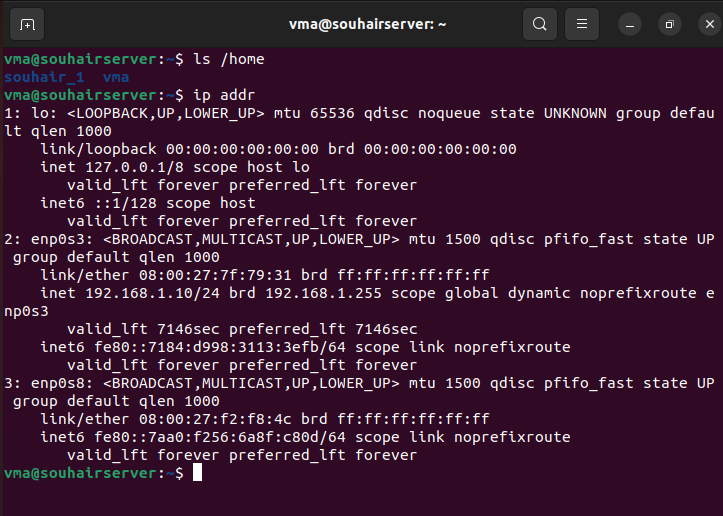 vma@souhairserver: ~
vma@souhairserver:~$ ls /home
souhair_1  vma
vma@souhairserver:~$ ip addr
1: lo: <LOOPBACK,UP,LOWER_UP> mtu 65536 qdisc noqueue state UNKNOWN group defau
lt qlen 1000
    link/loopback 00:00:00:00:00:00 brd 00:00:00:00:00:00
    inet 127.0.0.1/8 scope host lo
       valid_lft forever preferred_lft forever
    inet6 ::1/128 scope host
       valid_lft forever preferred_lft forever
2: enp0s3: <BROADCAST,MULTICAST,UP,LOWER_UP> mtu 1500 qdisc pfifo_fast state UP
 group default qlen 1000
    link/ether 08:00:27:7f:79:31 brd ff:ff:ff:ff:ff:ff
    inet 192.168.1.10/24 brd 192.168.1.255 scope global dynamic noprefixroute e
np0s3
       valid_lft 7146sec preferred_lft 7146sec
    inet6 fe80::7184:d998:3113:3efb/64 scope link noprefixroute
       valid_lft forever preferred_lft forever
3: enp0s8: <BROADCAST,MULTICAST,UP,LOWER_UP> mtu 1500 qdisc pfifo_fast state UP
 group default qlen 1000
    link/ether 08:00:27:f2:f8:4c brd ff:ff:ff:ff:ff:ff
    inet6 fe80::7aa0:f256:6a8f:c80d/64 scope link noprefixroute
       valid_lft forever preferred_lft forever
vma@souhairserver:~$